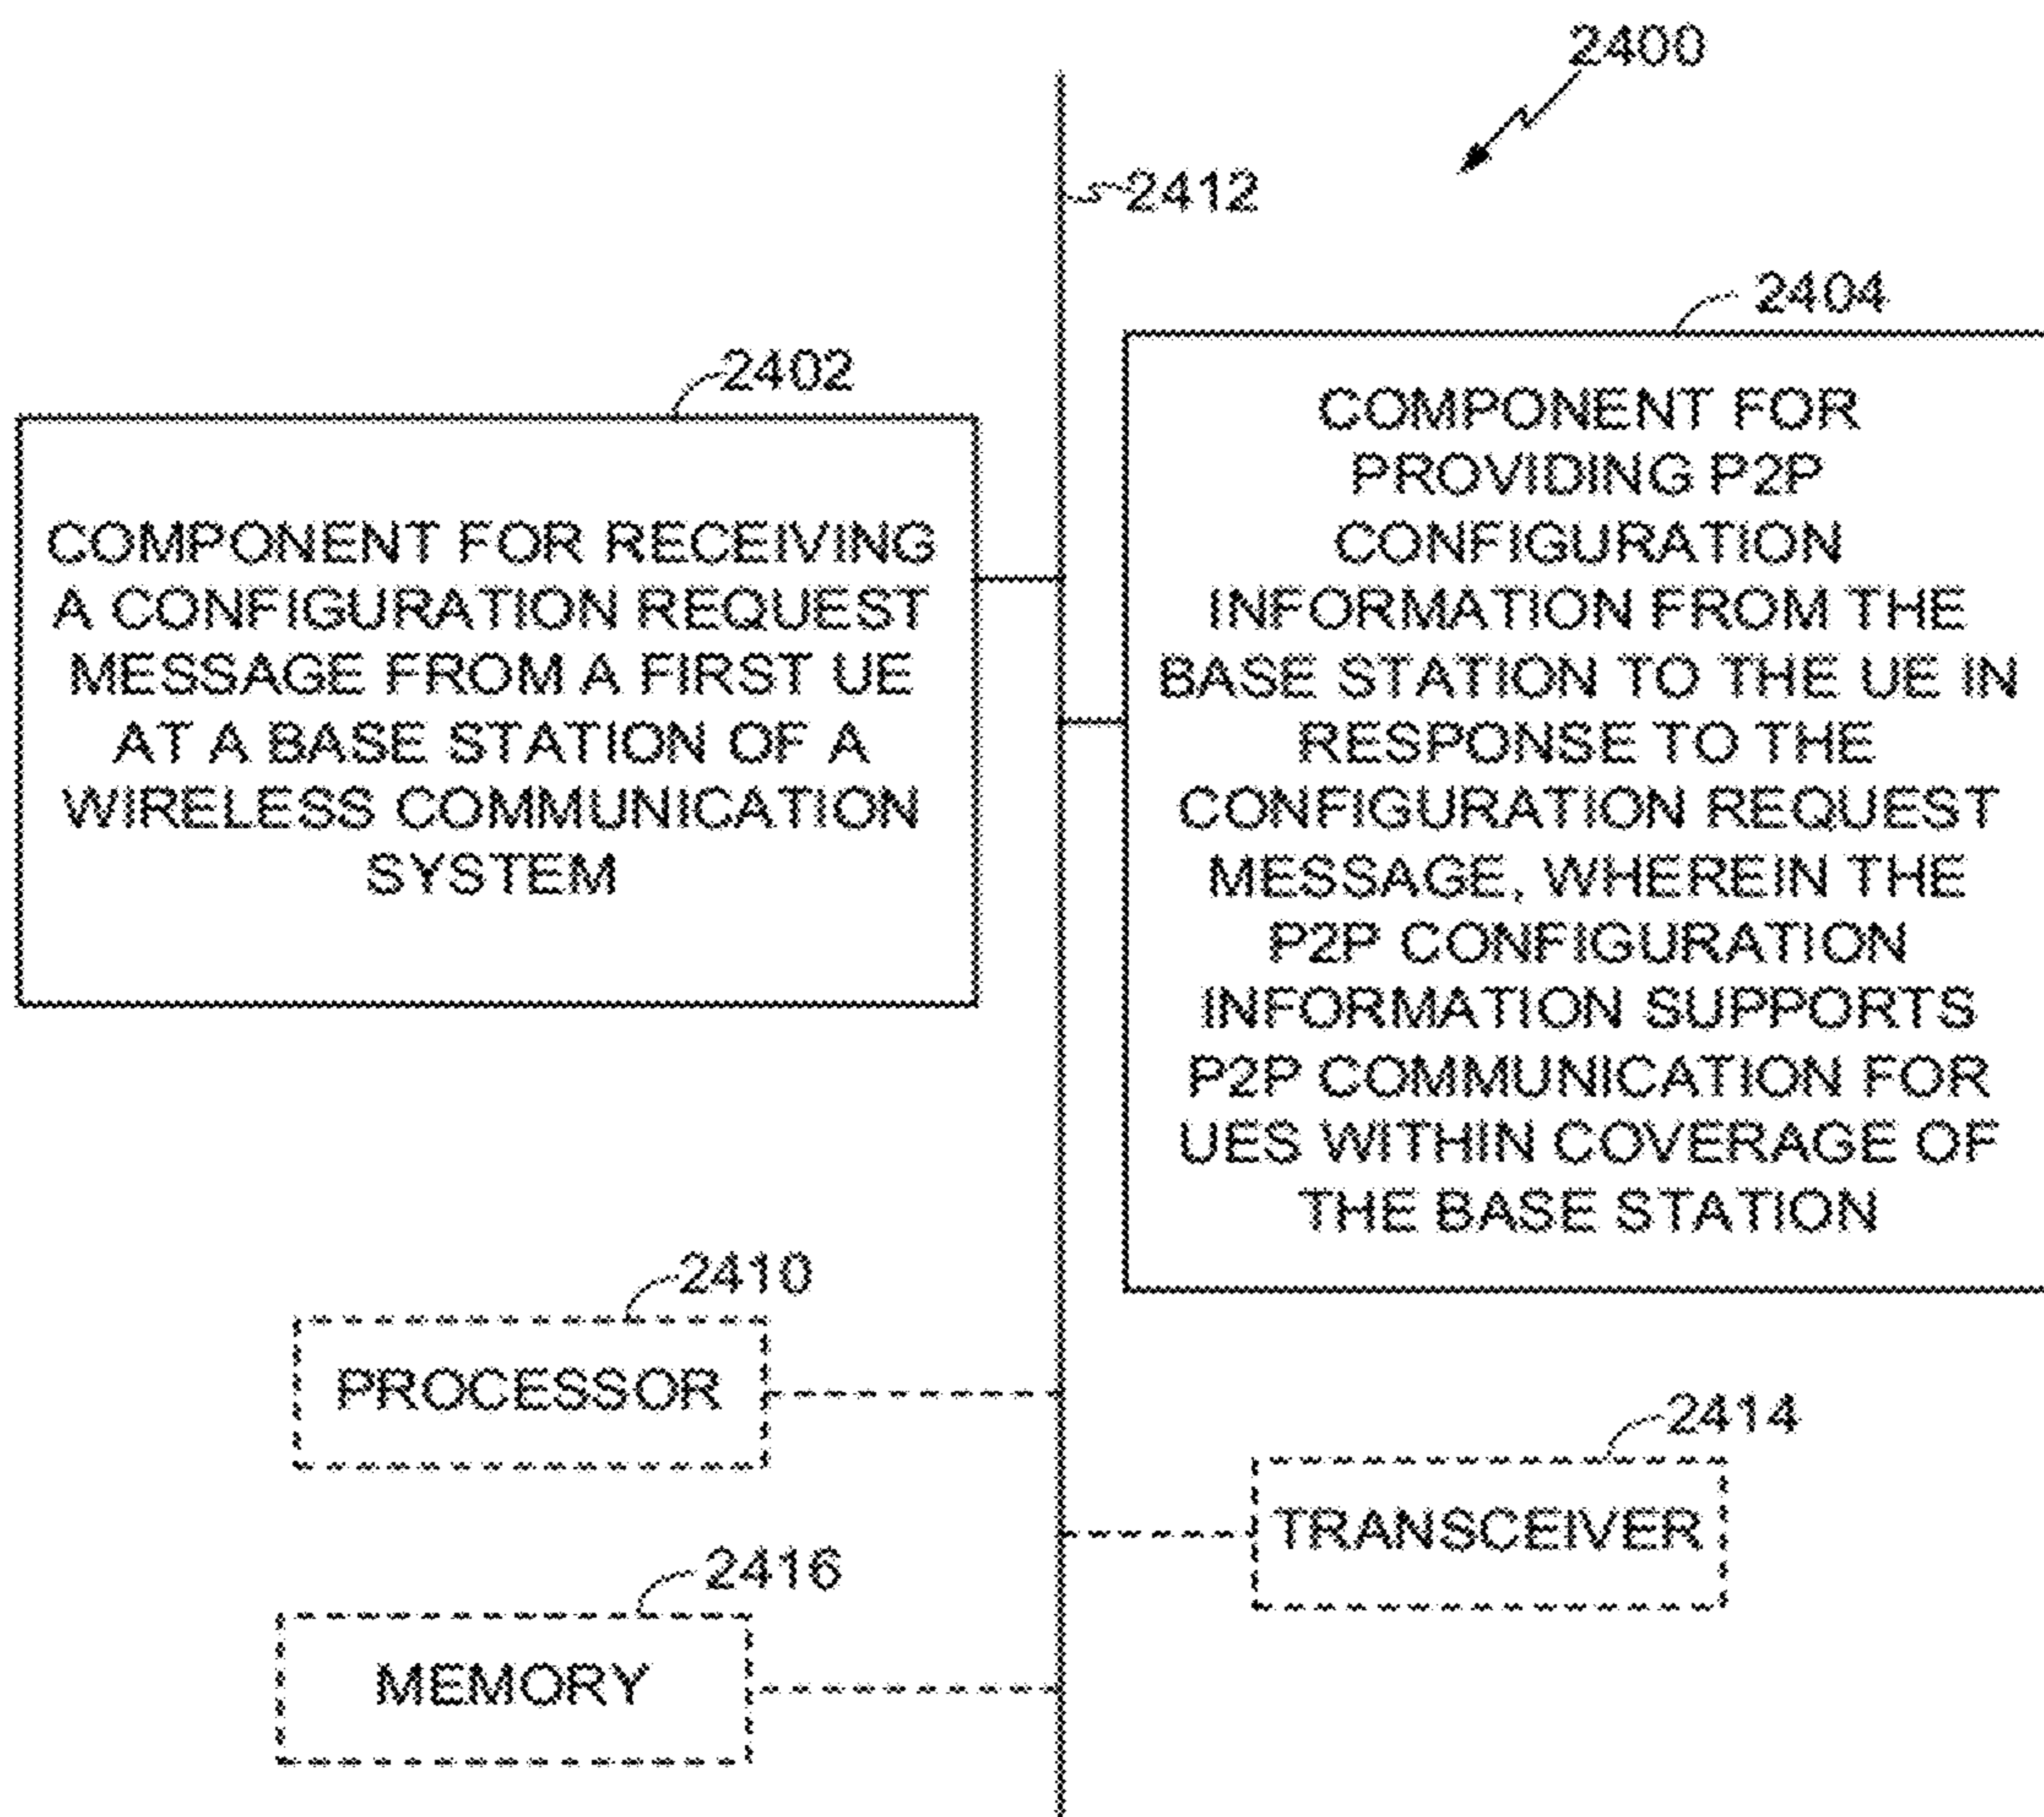 2400
2412
2404
2402
COMPONENT FOR RECEIVING
A CONFIGURATION REQUEST
MESSAGE FROM A FIRST UE
AT A BASE STATION OF A
WIRELESS COMMUNICATION
SYSTEM
COMPONENT FOR
PROVIDING P2P
CONFIGURATION
INFORMATION FROM THE
BASE STATION TO THE UE IN
RESPONSE TO THE
CONFIGURATION REQUEST
MESSAGE, WHEREIN THE
P2P CONFIGURATION
INFORMATION SUPPORTS
P2P COMMUNICATION FOR
UES WITHIN COVERAGE OF
THE BASE STATION
2410
PROCESSOR
2414
TRANSCEIVER
2416
MEMORY